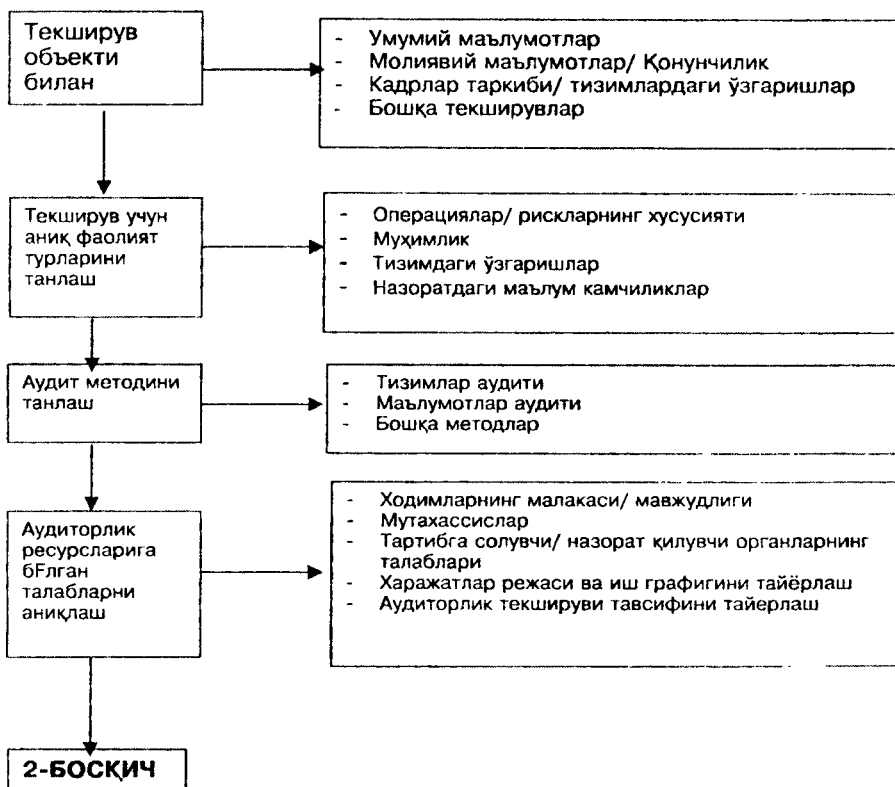 Текширув
объекти
билан
- Умумий маълумотлар
- Молиявий маълумотлар/ Қонунчилик
- Кадрлар таркиби/ тизимлардаги ўзгаришлар
- Бошқа текширувлар
Текширув учун
аниқ фаолият
турларини
танлаш
- Операциялар/ рискларнинг хусусияти
- Муҳимлик
- Тизимдаги ўзгаришлар
- Назоратдаги маълум камчиликлар
Аудит методини
танлаш
- Тизимлар аудити
- Маълумотлар аудити
- Бошқа методлар
Аудиторлик
ресурсларига
бҒлган
талабларни
аниқлаш
- Ходимларнинг малакаси/ мавжудлиги
- Мутахассислар
- Тартибга солувчи/ назорат қилувчи органларнинг
талаблари
- Харажатлар режаси ва иш графигини тайёрлаш
- Аудиторлик текшируви тавсифини тайерлаш
2-БОСҚИЧ